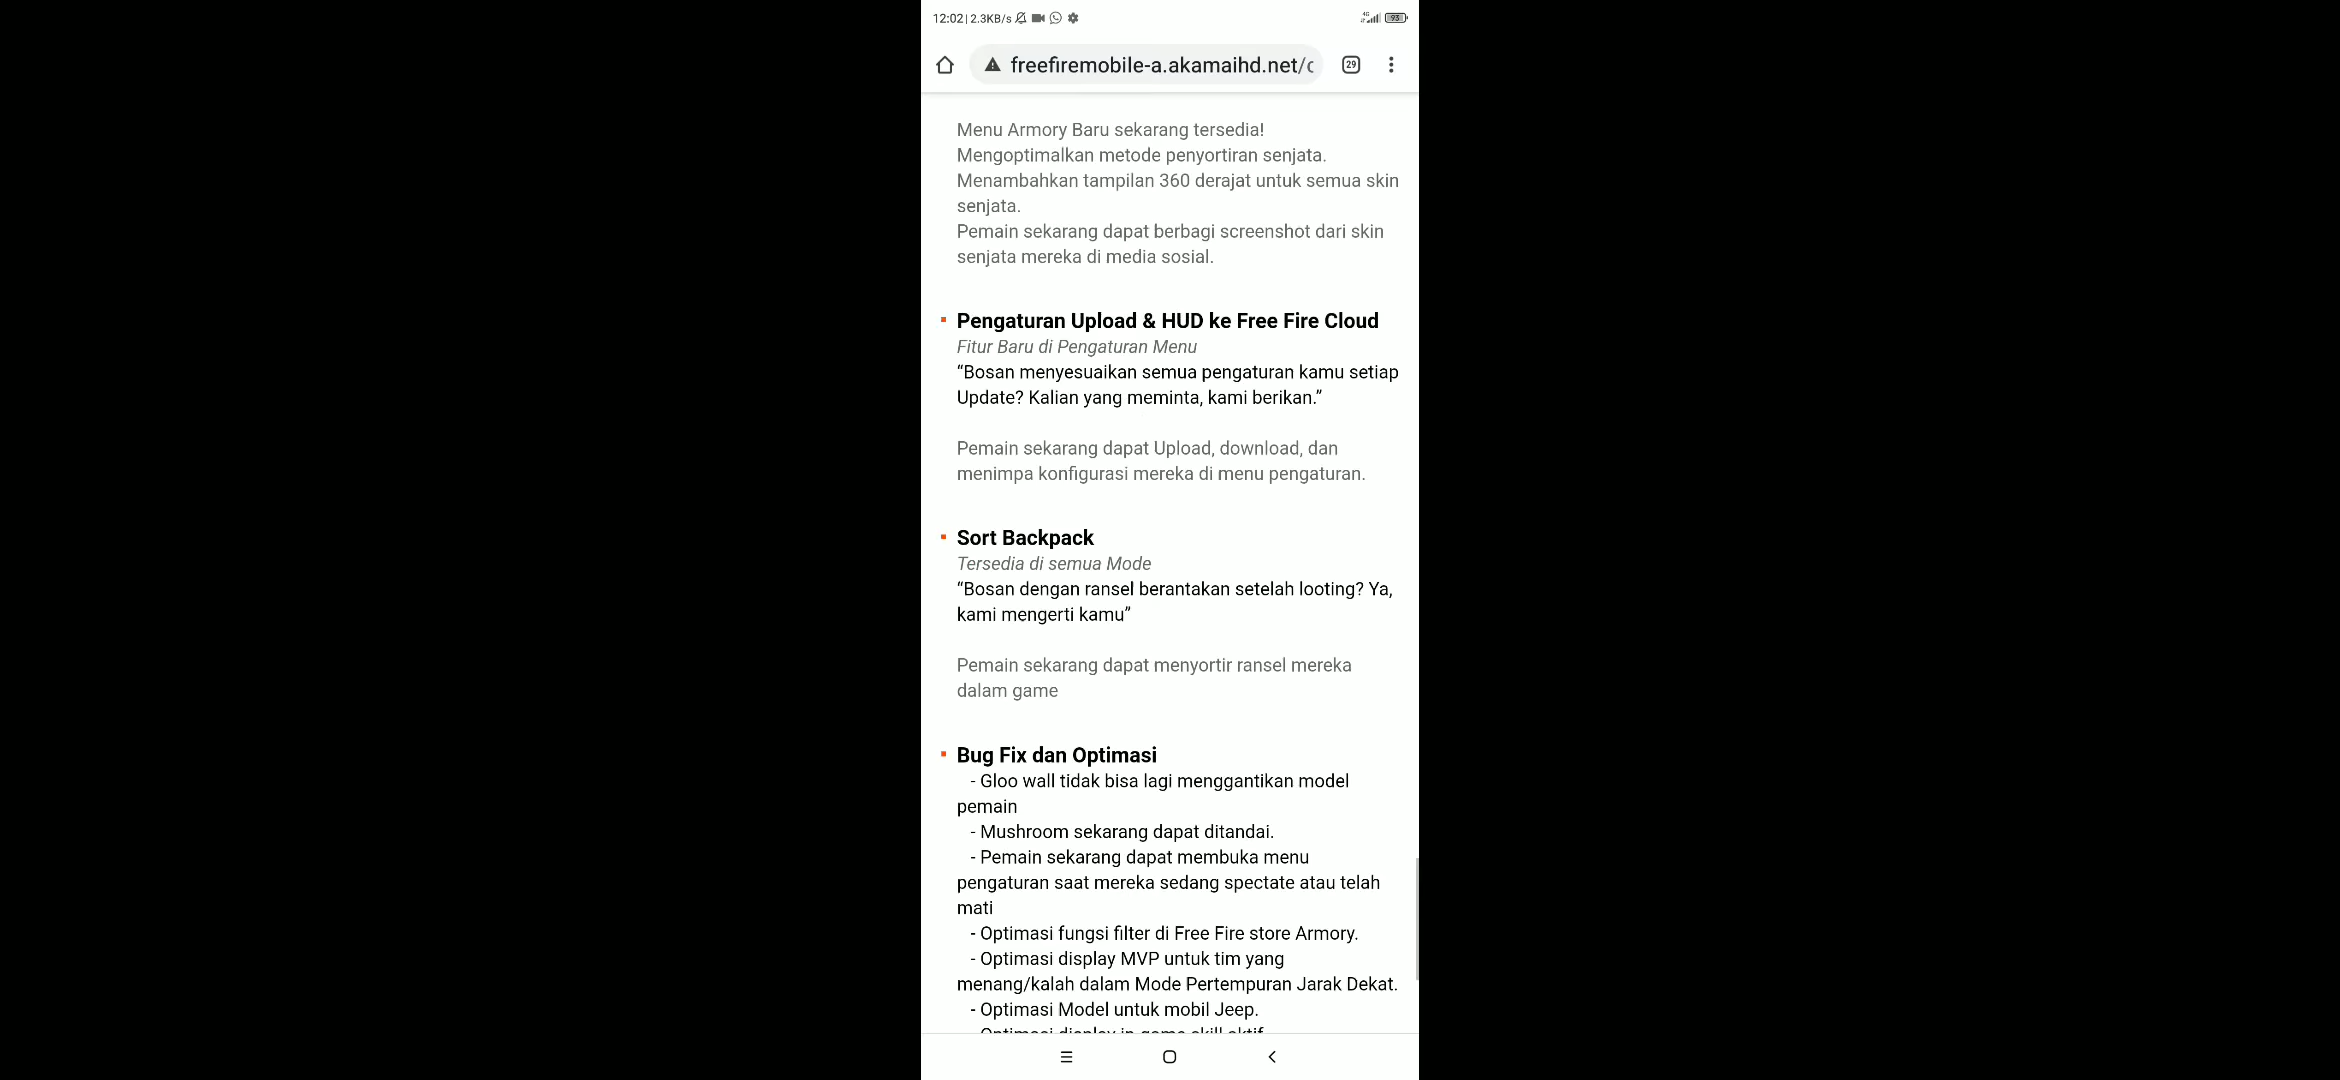 12:02 | 2.3KB/s
4G
93
freefiremobile-a.akamaihd.net/c
29
Menu Armory Baru sekarang tersedia!
Mengoptimalkan metode penyortiran senjata.
Menambahkan tampilan 360 derajat untuk semua skin
senjata.
Pemain sekarang dapat berbagi screenshot dari skin
senjata mereka di media sosial.
Pengaturan Upload & HUD ke Free Fire Cloud
Fitur Baru di Pengaturan Menu
“Bosan menyesuaikan semua pengaturan kamu setiap
Update? Kalian yang meminta, kami berikan.”
Pemain sekarang dapat Upload, download, dan
menimpa konfigurasi mereka di menu pengaturan.
Sort Backpack
Tersedia di semua Mode
“Bosan dengan ransel berantakan setelah looting? Ya,
kami mengerti kamu”
Pemain sekarang dapat menyortir ransel mereka
dalam game
Bug Fix dan Optimasi
- Gloo wall tidak bisa lagi menggantikan model
pemain
- Mushroom sekarang dapat ditandai.
- Pemain sekarang dapat membuka menu
pengaturan saat mereka sedang spectate atau telah
mati
- Optimasi fungsi filter di Free Fire store Armory.
- Optimasi display MVP untuk tim yang
menang/kalah dalam Mode Pertempuran Jarak Dekat.
- Optimasi Model untuk mobil Jeep.
- Optimasi display in-game skill aktif